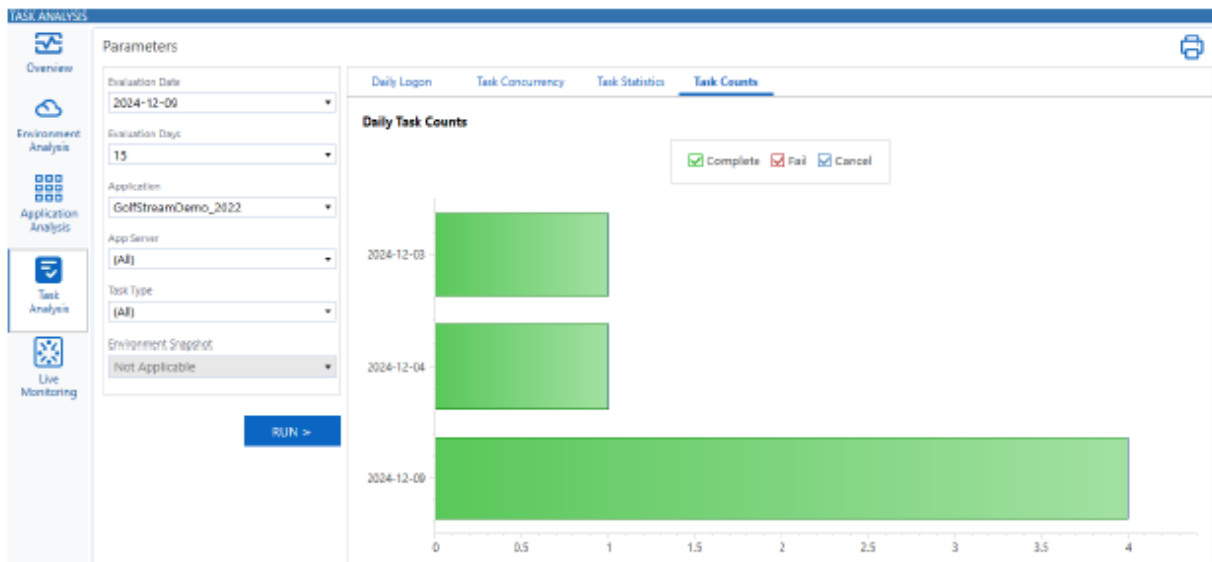 TASK ANALYSIS
Overview
Environment
Analysis
Application
Analysis
Task
Analysis
Live
Monitoring
Parameters
Evaluation Date
2024-12-09
Evaluation Days
15
Application
GolfStreamDemo_2022
App Server
(All)
Task Type
(All)
Environment Snapshot
Not Applicable
RUN >
Daily Logon Task Concurrency Task Statistics Task Counts
Daily Task Counts
Complete Fail Cancel
2024-12-03
2024-12-04
2024-12-09
0 0.5 1 1.5 2 2.5 3 3.5 4